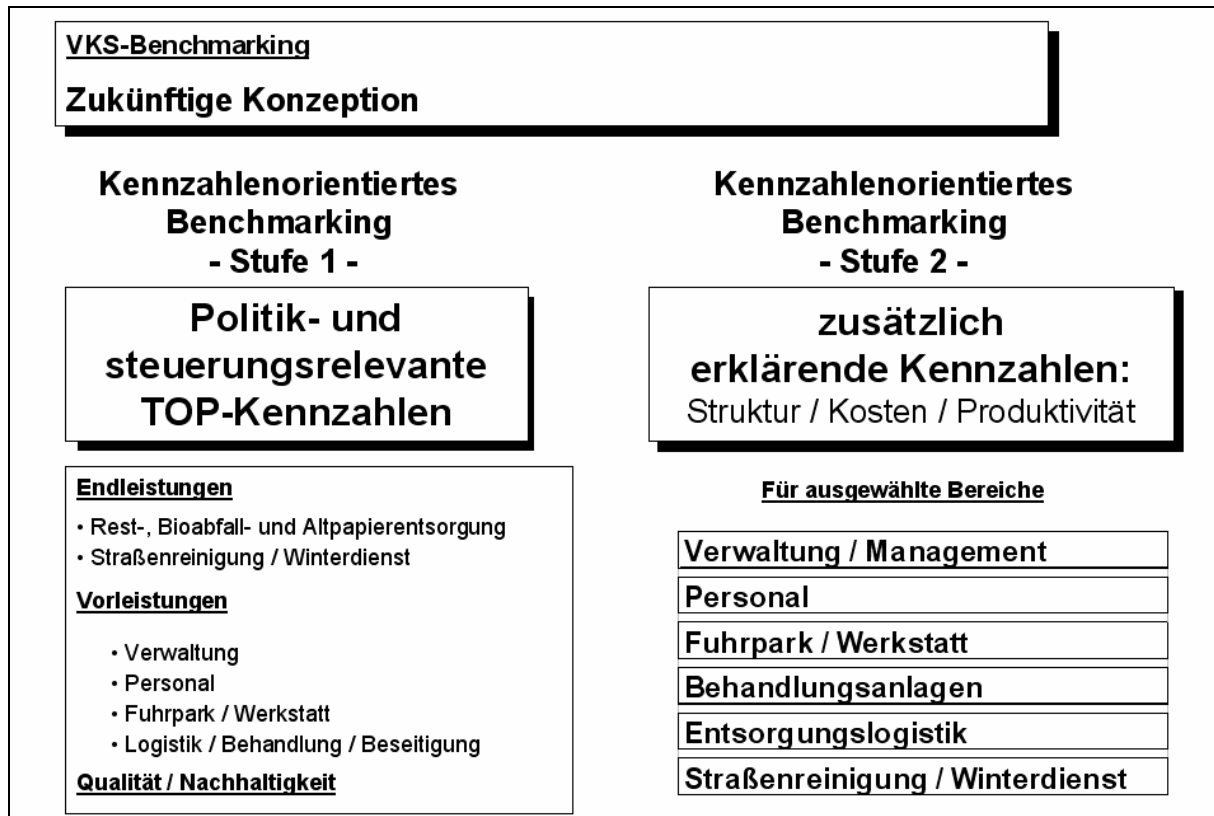 VKS-Benchmarking
Zukünftige Konzeption
Kennzahlenorientiertes
Benchmarking
- Stufe 1 -
Politik- und
steuerungsrelevante
TOP-Kennzahlen
Endleistungen
• Rest-, Bioabfall- und Altpapierentsorgung
• Straßenreinigung / Winterdienst
Vorleistungen
• Verwaltung
• Personal
• Fuhrpark / Werkstatt
• Logistik / Behandlung / Beseitigung
Qualität / Nachhaltigkeit
Kennzahlenorientiertes
Benchmarking
- Stufe 2 -
zusätzlich
erklärende Kennzahlen:
Struktur / Kosten / Produktivität
Für ausgewählte Bereiche
Verwaltung / Management
Personal
Fuhrpark / Werkstatt
Behandlungsanlagen
Entsorgungslogistik
Straßenreinigung / Winterdienst